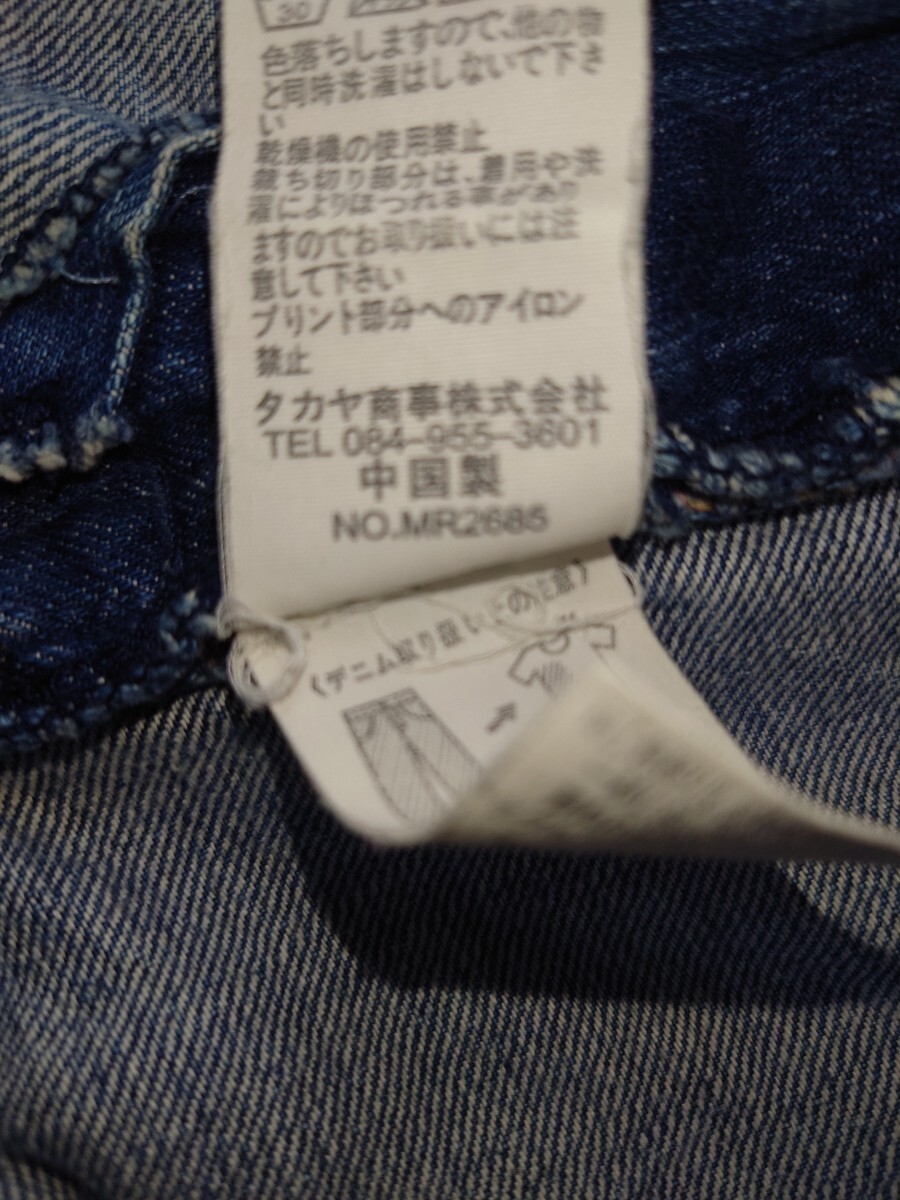 30
色落ちしますので、他の物
と同時洗濯はしないで下さ
い
乾燥機の使用禁止
裁ち切り部分は、着用や洗
濯によりほつれる事があり
ますのでお取り扱いには注
意して下さい
プリント部分へのアイロン
禁止
タカヤ商事株式会社
TEL 084-955-3601
中国製
NO.MR2685
(デニム取り扱い上の注意)